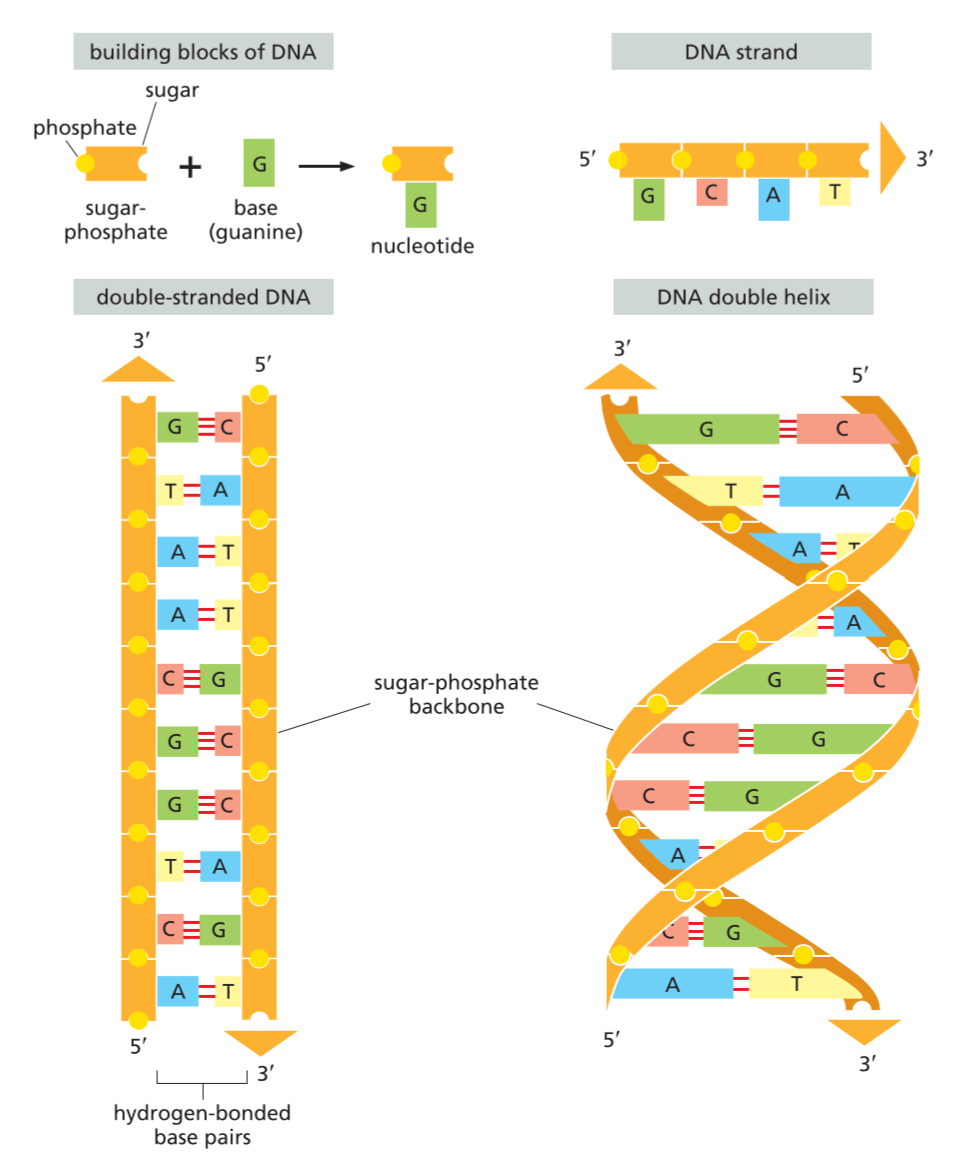 building blocks of DNA
sugar
phosphate
+
G
G
sugar-
phosphate
base
(guanine)
nucleotide
DNA strand
5′
3′
G C A T
double-stranded DNA
3′
5′
G C
T A
A T
A T
C G
G C
G C
T A
C G
A T
5′
3′
hydrogen-bonded
base pairs
sugar-phosphate
backbone
DNA double helix
3′
5′
G C
T A
A T
A
G C
C G
C G
A
C G
A T
5′
3′